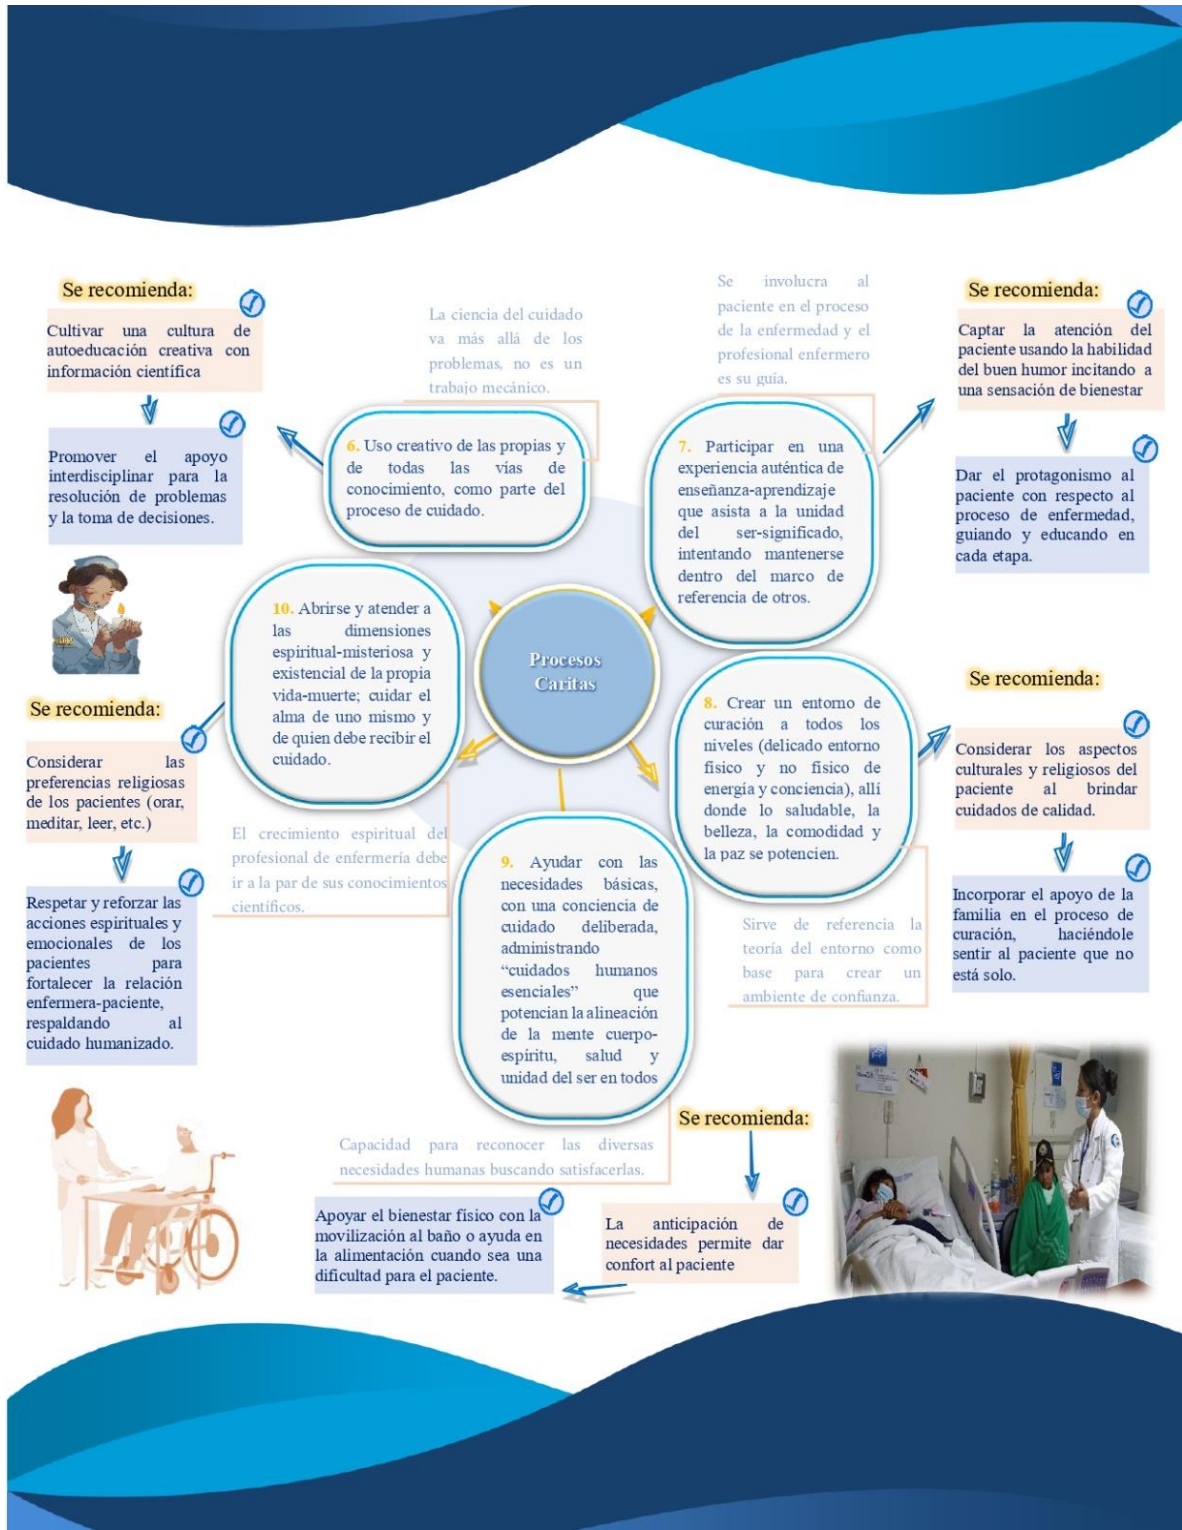 Se recomienda:
Cultivar una cultura de
autoeducación creativa con
información científica
Promover el apoyo
interdisciplinar para la
resolución de problemas
y la toma de decisiones.
La ciencia del cuidado
va más allá de los
problemas, no es un
trabajo mecánico.
6. Uso creativo de las propias y
de todas las vías de
conocimiento, como parte del
proceso de cuidado.
Se involucra al
paciente en el proceso
de la enfermedad y el
profesional enfermero
es su guía.
7. Participar en una
experiencia auténtica de
enseñanza-aprendizaje
que asista a la unidad
del ser-significado,
intentando mantenerse
dentro del marco de
referencia de otros.
Se recomienda:
Captar la atención del
paciente usando la habilidad
del buen humor incitando a
una sensación de bienestar
Dar el protagonismo al
paciente con respecto al
proceso de enfermedad,
guiando y educando en
cada etapa.
Procesos
Caritas
10. Abrirse y atender a
las dimensiones
espiritual-misteriosa y
existencial de la propia
vida-muerte; cuidar el
alma de uno mismo y
de quien debe recibir el
cuidado.
Se recomienda:
Considerar las
preferencias religiosas
de los pacientes (orar,
meditar, leer, etc.)
Respetar y reforzar las
acciones espirituales y
emocionales de los
pacientes para
fortalecer la relación
enfermera-paciente,
respaldando al
cuidado humanizado.
El crecimiento espiritual del
profesional de enfermería debe
ir a la par de sus conocimientos
científicos.
8. Crear un entorno de
curación a todos los
niveles (delicado entorno
físico y no físico de
energía y conciencia), allí
donde lo saludable, la
belleza, la comodidad y
la paz se potencien.
Se recomienda:
Considerar los aspectos
culturales y religiosos del
paciente al brindar
cuidados de calidad.
Incorporar el apoyo de la
familia en el proceso de
curación, haciéndole
sentir al paciente que no
está solo.
Sirve de referencia la
teoría del entorno como
base para crear un
ambiente de confianza.
9. Ayudar con las
necesidades básicas,
con una conciencia de
cuidado deliberada,
administrando
“cuidados humanos
esenciales” que
potencian la alineación
de la mente cuerpo-
espíritu, salud y
unidad del ser en todos
Capacidad para reconocer las diversas
necesidades humanas buscando satisfacerlas.
Se recomienda:
La anticipación de
necesidades permite dar
confort al paciente
Apoyar el bienestar físico con la
movilización al baño o ayuda en
la alimentación cuando sea una
dificultad para el paciente.